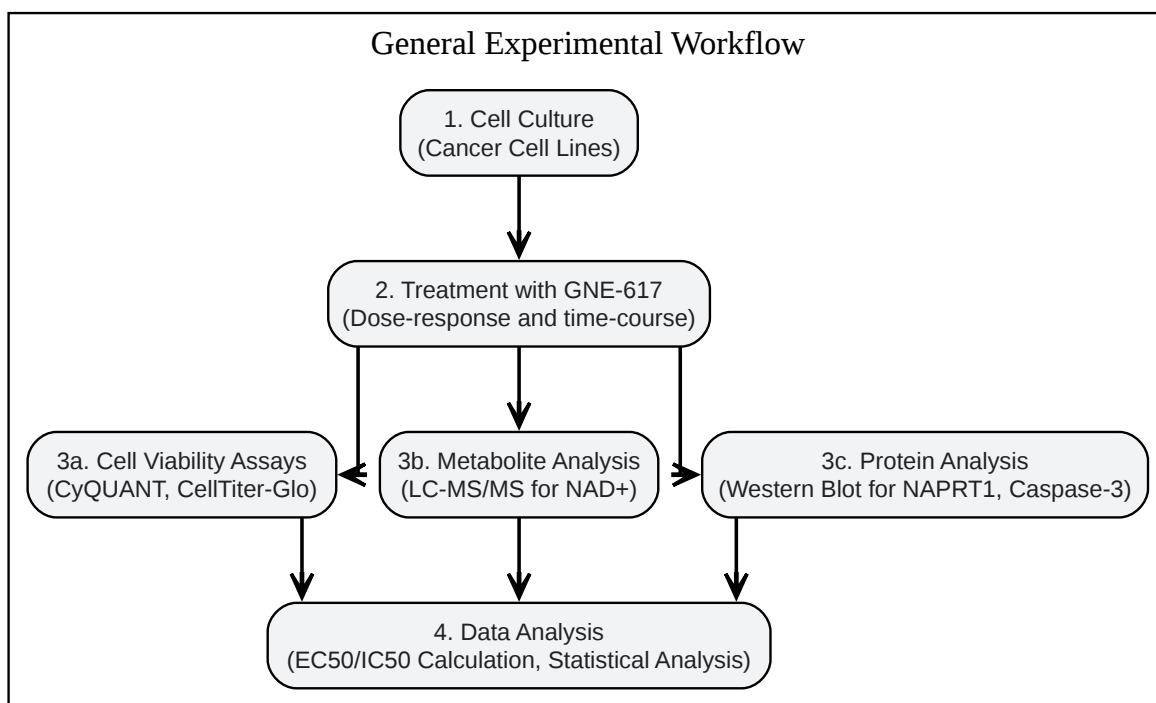 General Experimental Workflow
1. Cell Culture
(Cancer Cell Lines)
2. Treatment with GNE-617
(Dose-response and time-course)
3a. Cell Viability Assays
(CyQUANT, CellTiter-Glo)
3b. Metabolite Analysis
(LC-MS/MS for NAD+)
3c. Protein Analysis
(Western Blot for NAPRT1, Caspase-3)
4. Data Analysis
(EC50/IC50 Calculation, Statistical Analysis)